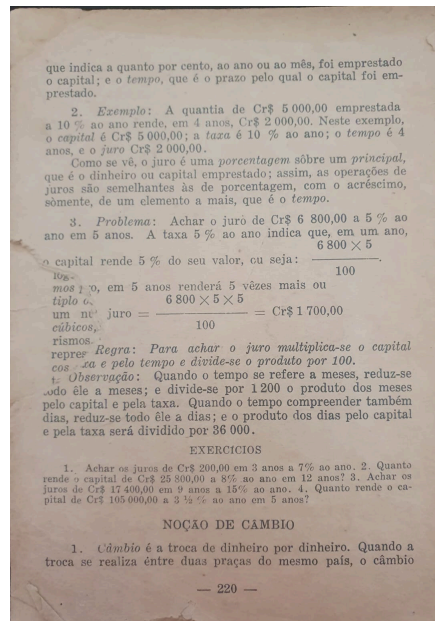 que indica a quanto por cento, ao ano ou ao mês, foi emprestado
o capital; e o tempo, que é o prazo pelo qual o capital foi em-
prestado.
2. Exemplo: A quantia de Cr$ 5 000,00 emprestada
a 10 % ao ano rende, em 4 anos, Cr$ 2 000,00. Neste exemplo,
o capital é Cr$ 5 000,00; a taxa é 10 % ao ano; o tempo é 4
anos, e o juro Cr$ 2 000,00.
Como se vê, o juro é uma porcentagem sôbre um principal,
que é o dinheiro ou capital emprestado; assim, as operações de
juros são semelhantes às de porcentagem, com o acréscimo,
sòmente, de um elemento a mais, que é o tempo.
3. Problema: Achar o juro de Cr$ 6 800,00 a 5 % ao
ano em 5 anos. A taxa 5 % ao ano indica que, em um ano,
6 800 × 5
o capital rende 5 % do seu valor, ou seja:
100
mos o, em 5 anos renderá 5 vêzes mais ou
tiplo 6 800 × 5 × 5
um juro = = Cr$ 1 700,00
cúbicos, 100
rismos
repres Regra: Para achar o juro multiplica-se o capital
cos xa e pelo tempo e divide-se o produto por 100.
Observação: Quando o tempo se refere a meses, reduz-se
todo êle a meses; e divide-se por 1 200 o produto dos meses
pelo capital e pela taxa. Quando o tempo compreender também
dias, reduz-se todo êle a dias; e o produto dos dias pelo capital
e pela taxa será dividido por 36 000.
EXERCÍCIOS
1. Achar os juros de Cr$ 200,00 em 3 anos a 7% ao ano. 2. Quanto
rende o capital de Cr$ 25 800,00 a 8% ao ano em 12 anos? 3. Achar os
juros de Cr$ 17 400,00 em 9 anos a 15% ao ano. 4. Quanto rende o ca-
pital de Cr$ 105 000,00 a 3 ½ % ao ano em 5 anos?
NOÇÃO DE CÂMBIO
1. Câmbio é a troca de dinheiro por dinheiro. Quando a
troca se realiza éntre duas praças do mesmo país, o câmbio
— 220 —